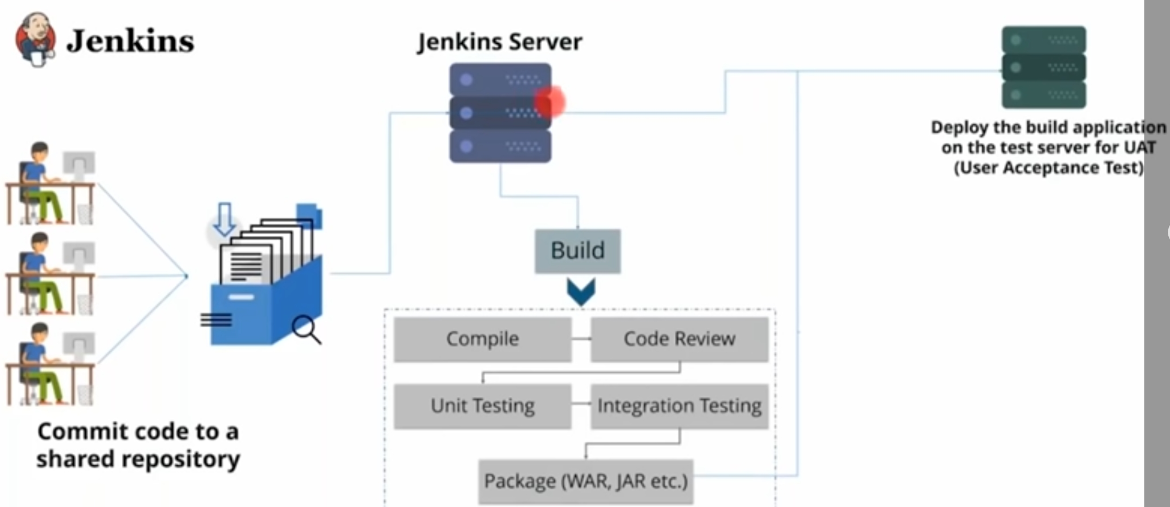 Jenkins
Jenkins Server
Deploy the build application
on the test server for UAT
(User Acceptance Test)
Build
Compile
Code Review
Unit Testing
Integration Testing
Package (WAR, JAR etc.)
Commit code to a
shared repository